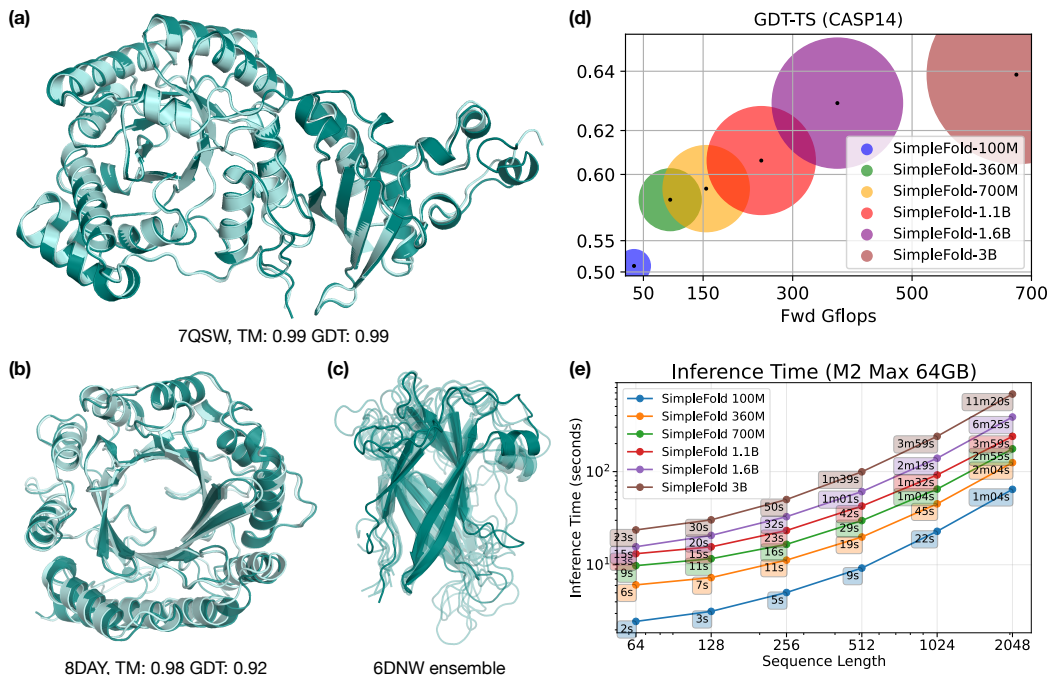 (a)
7QSW, TM: 0.99 GDT: 0.99
(b)
8DAY, TM: 0.98 GDT: 0.92
(c)
6DNW ensemble
(d)
GDT-TS (CASP14)
0.64
0.62
0.60
0.55
0.50
SimpleFold-100M
SimpleFold-360M
SimpleFold-700M
SimpleFold-1.1B
SimpleFold-1.6B
SimpleFold-3B
50 150 300 500 700
Fwd Gflops
(e)
Inference Time (M2 Max 64GB)
Inference Time (seconds)
10²
10¹
SimpleFold 100M
SimpleFold 360M
SimpleFold 700M
SimpleFold 1.1B
SimpleFold 1.6B
SimpleFold 3B
23s 30s 50s 1m39s 3m59s 11m20s
15s 20s 32s 1m01s 2m19s 6m25s
13s 15s 23s 42s 1m32s 3m59s
9s 11s 16s 29s 1m04s 2m55s
6s 7s 11s 19s 45s 2m04s
2s 3s 5s 9s 22s 1m04s
64 128 256 512 1024 2048
Sequence Length